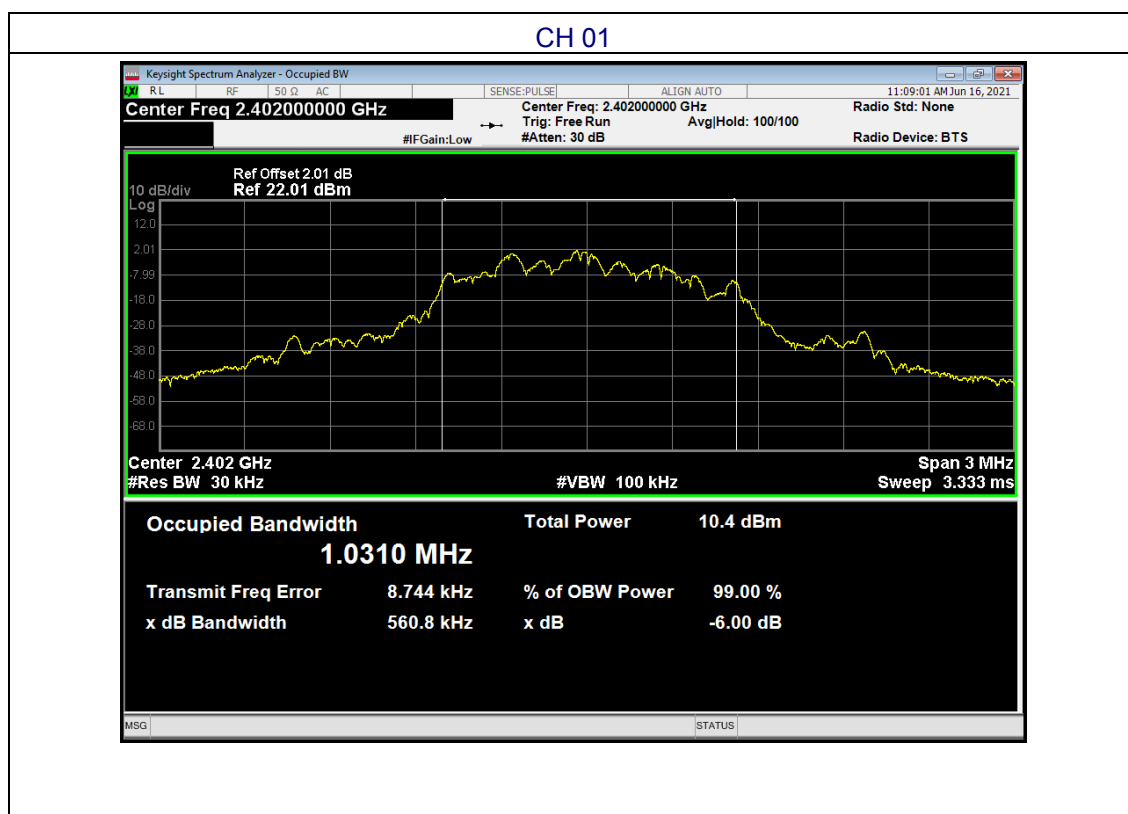 CH 01
Keysight Spectrum Analyzer - Occupied BW
LXI RL RF 50 Ω AC SENSE:PULSE ALIGN AUTO 11:09:01 AM Jun 16, 2021
Center Freq 2.402000000 GHz Center Freq: 2.402000000 GHz Radio Std: None
Trig: Free Run Avg|Hold: 100/100
#IFGain:Low #Atten: 30 dB Radio Device: BTS
Ref Offset 2.01 dB
10 dB/div Ref 22.01 dBm
Log
12.0
2.01
-7.99
-18.0
-28.0
-38.0
-48.0
-58.0
-68.0
Center 2.402 GHz Span 3 MHz
#Res BW 30 kHz #VBW 100 kHz Sweep 3.333 ms
Occupied Bandwidth Total Power 10.4 dBm
1.0310 MHz
Transmit Freq Error 8.744 kHz % of OBW Power 99.00 %
x dB Bandwidth 560.8 kHz x dB -6.00 dB
MSG STATUS